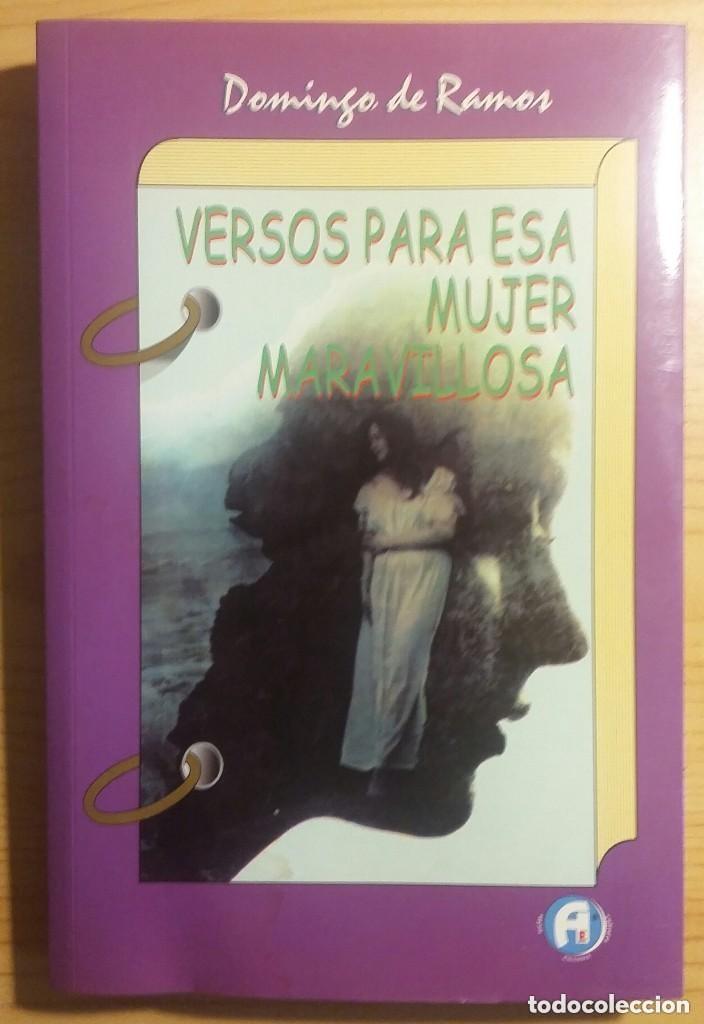 Domingo de Ramos
VERSOS PARA ESA
MUJER
MARAVILLOSA
A
todocoleccion